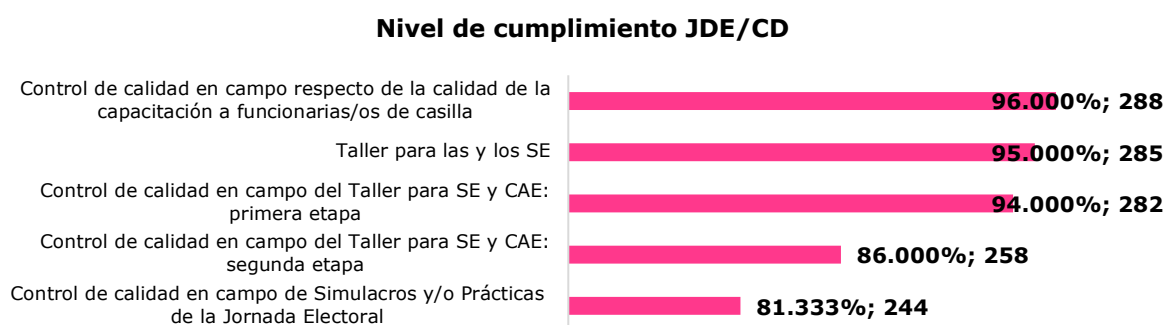 Nivel de cumplimiento JDE/CD
Control de calidad en campo respecto de la calidad de la
capacitación a funcionarias/os de casilla
96.000%; 288
Taller para las y los SE
95.000%; 285
Control de calidad en campo del Taller para SE y CAE:
primera etapa
94.000%; 282
Control de calidad en campo del Taller para SE y CAE:
segunda etapa
86.000%; 258
Control de calidad en campo de Simulacros y/o Prácticas
de la Jornada Electoral
81.333%; 244